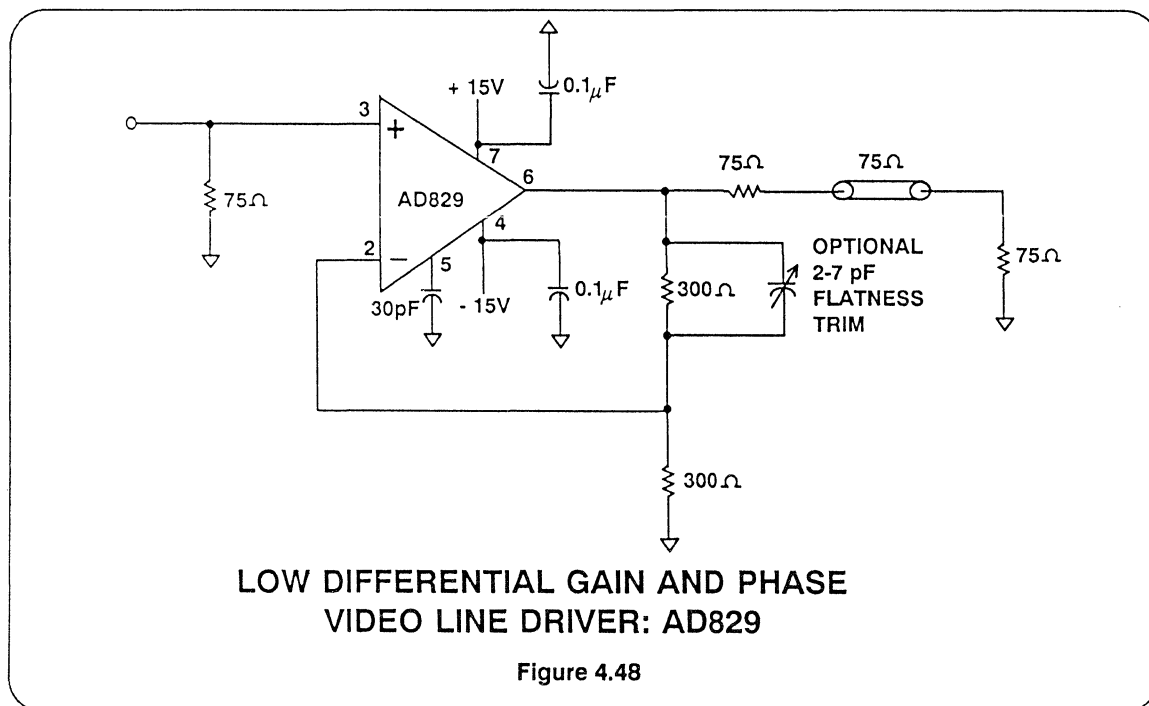 + 15V
0.1μF
3
+
7
75Ω
AD829
6
75Ω
75Ω
4
2
−
5
30pF
- 15V
0.1μF
300Ω
OPTIONAL
2-7 pF
FLATNESS
TRIM
75Ω
300Ω
LOW DIFFERENTIAL GAIN AND PHASE
VIDEO LINE DRIVER: AD829
Figure 4.48